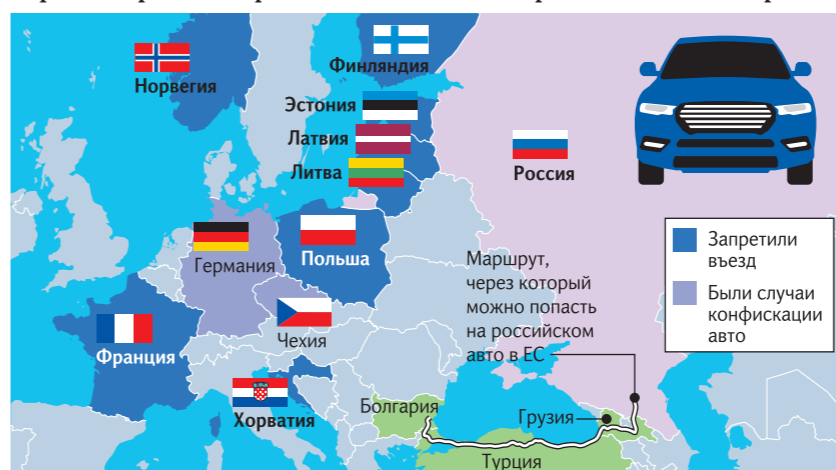 Норвегия
Финляндия
Эстония
Латвия
Литва
Россия
Германия
Польша
Чехия
Франция
Хорватия
Маршрут,
через который
можно попасть
на российском
авто в ЕС
Запретили
въезд
Были случаи
конфискации
авто
Болгария
Грузия
Турция